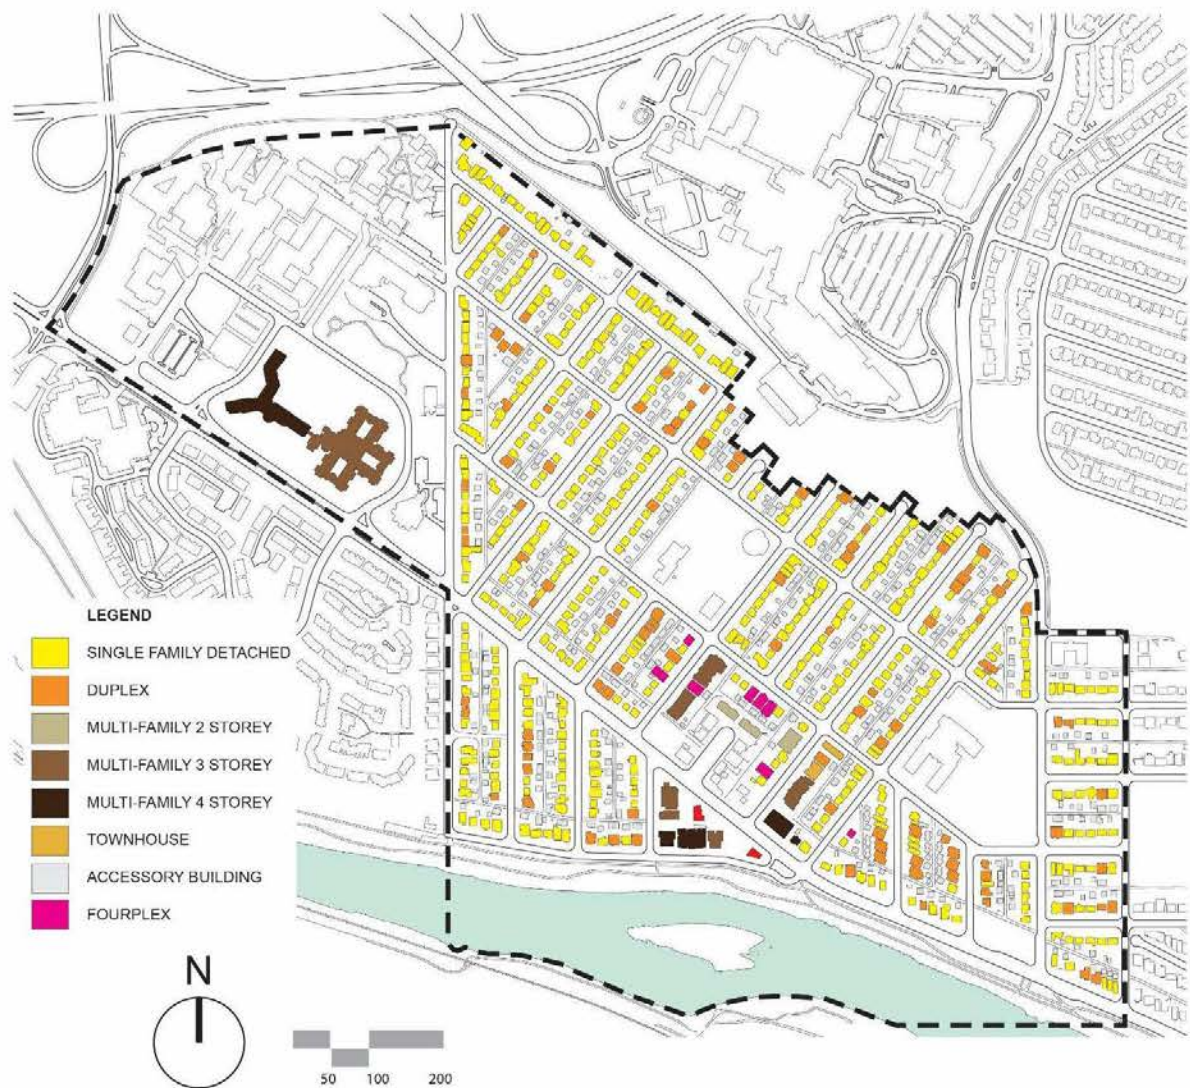 LEGEND
SINGLE FAMILY DETACHED
DUPLEX
MULTI-FAMILY 2 STOREY
MULTI-FAMILY 3 STOREY
MULTI-FAMILY 4 STOREY
TOWNHOUSE
ACCESSORY BUILDING
FOURPLEX
N
50 100 200